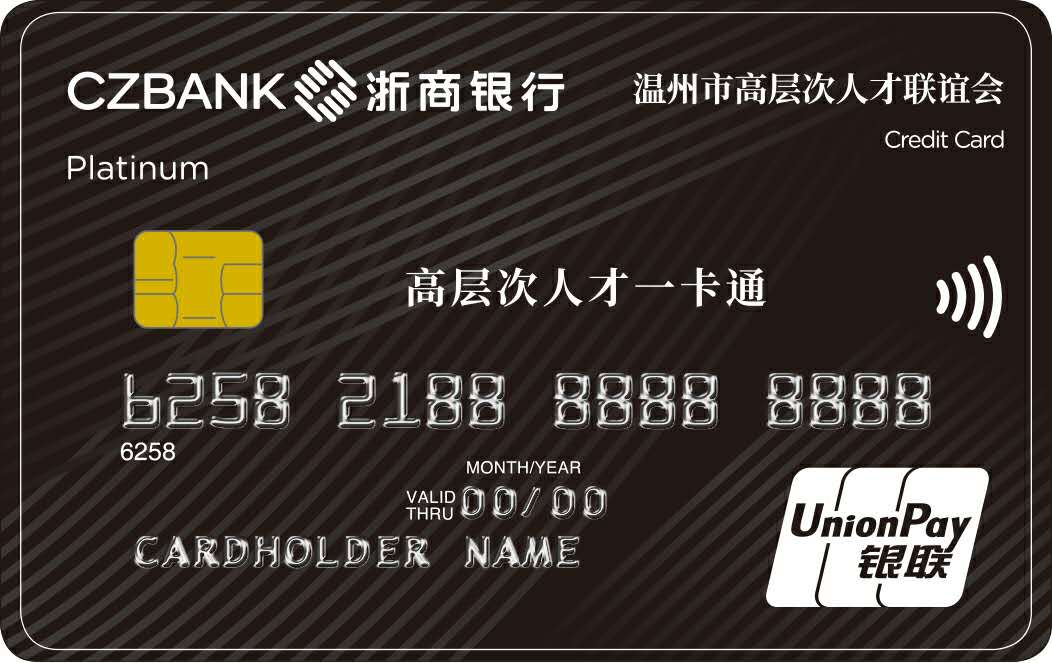 CZBANK 浙商银行
温州市高层次人才联谊会
Credit Card
Platinum
高层次人才一卡通
6258 2188 8888 8888
6258
MONTH/YEAR
VALID THRU 00/00
CARDHOLDER NAME
UnionPay
银联